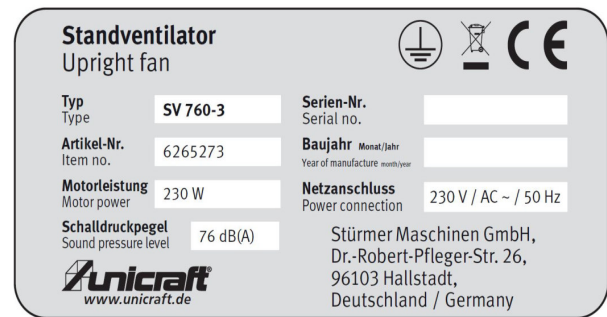 Standventilator
Upright fan
CE
Typ
Type
SV 760-3
Artikel-Nr.
Item no.
6265273
Motorleistung
Motor power
230 W
Schalldruckpegel
Sound pressure level
76 dB(A)
Serien-Nr.
Serial no.
Baujahr Monat/Jahr
Year of manufacture month/year
Netzanschluss
Power connection
230 V / AC ~ / 50 Hz
unicraft®
www.unicraft.de
Stürmer Maschinen GmbH,
Dr.-Robert-Pfleger-Str. 26,
96103 Hallstadt,
Deutschland / Germany